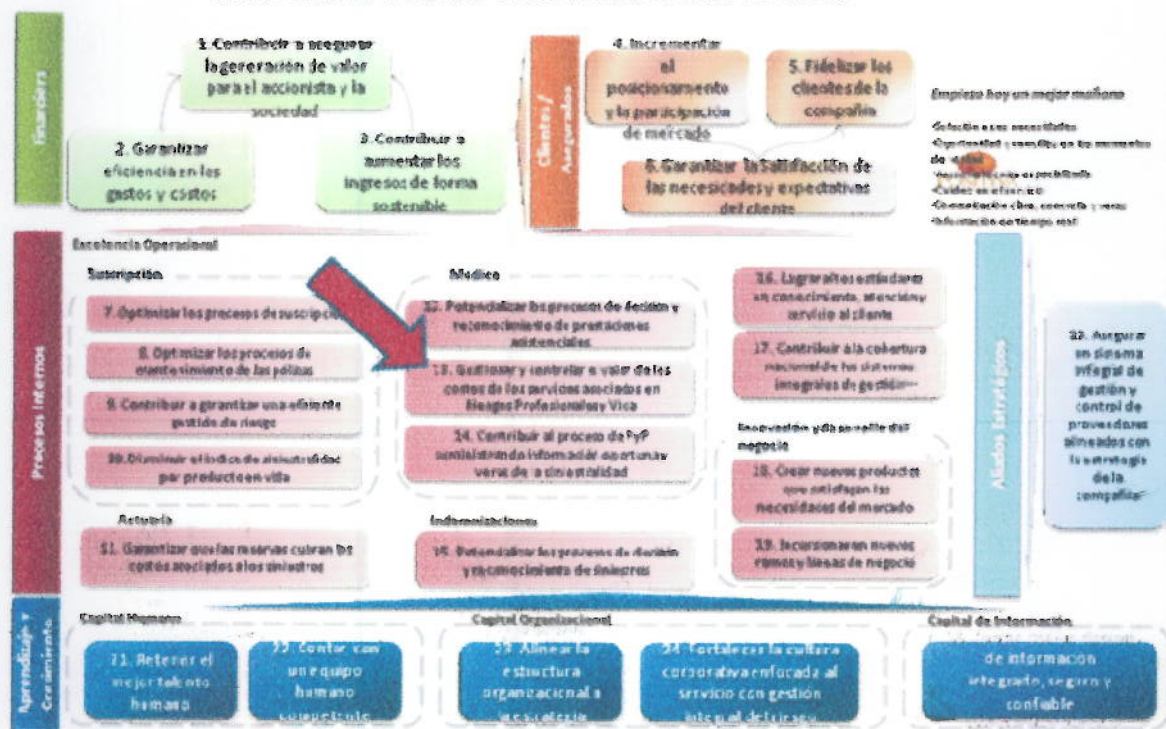 Financiera
1. Contribuir a asegurar
la generación de valor
para el accionista y la
sociedad
2. Garantizar
eficiencia en los
gastos y costos
3. Contribuir a
aumentar los
ingresos de forma
sostenible
Clientes /
Asegurados
4. Incrementar
el
posicionamiento
y la participación
de mercado
5. Fidelizar los
clientes de la
compañía
6. Garantizar la Satisfacción de
las necesidades y expectativas
del cliente
Empieza hoy un mejor mañana
Información en tiempo real
Procesos Internos
Excelencia Operacional
Suscripción
7. Optimizar los procesos de suscripción
8. Optimizar los procesos de
mantenimiento de las pólizas
9. Contribuir a garantizar una eficiente
gestión de riesgo
10. Disminuir el índice de siniestralidad
por producto en vida
Actuaría
11. Garantizar que las reservas cubran los
costos asociados a los siniestros
Médico
12. Potencializar los procesos de decisión y
reconocimiento de prestaciones
asistenciales
13. Gestionar y controlar el valor de los
costos de los servicios asociados en
Riesgos Profesionales y Vida
14. Contribuir al proceso de PyP
suministrando información oportuna y
veraz de la siniestralidad
Indemnizaciones
15. Potencializar los procesos de decisión
y reconocimiento de siniestros
16. Lograr altos estándares
en conocimiento, atención y
servicio al cliente
17. Contribuir a la cobertura
nacional de los sistemas
integrales de gestión
Innovación y desarrollo del
negocio
18. Crear nuevos productos
que satisfagan las
necesidades del mercado
19. Incursionar en nuevos
ramos y líneas de negocio
Aliados Estratégicos
Asegurar
un sistema
integral de
gestión y
control de
proveedores
alineados con
la estrategia
de la
compañía
Aprendizaje y
Crecimiento
Capital Humano
21. Retener el
mejor talento
humano
22. Contar con
un equipo
humano
competente
Capital Organizacional
23. Alinear la
estructura
organizacional a
la estrategia
24. Fortalecer la cultura
corporativa enfocada al
servicio con gestión
integral del riesgo
Capital de Información
de información
integrado, seguro y
confiable